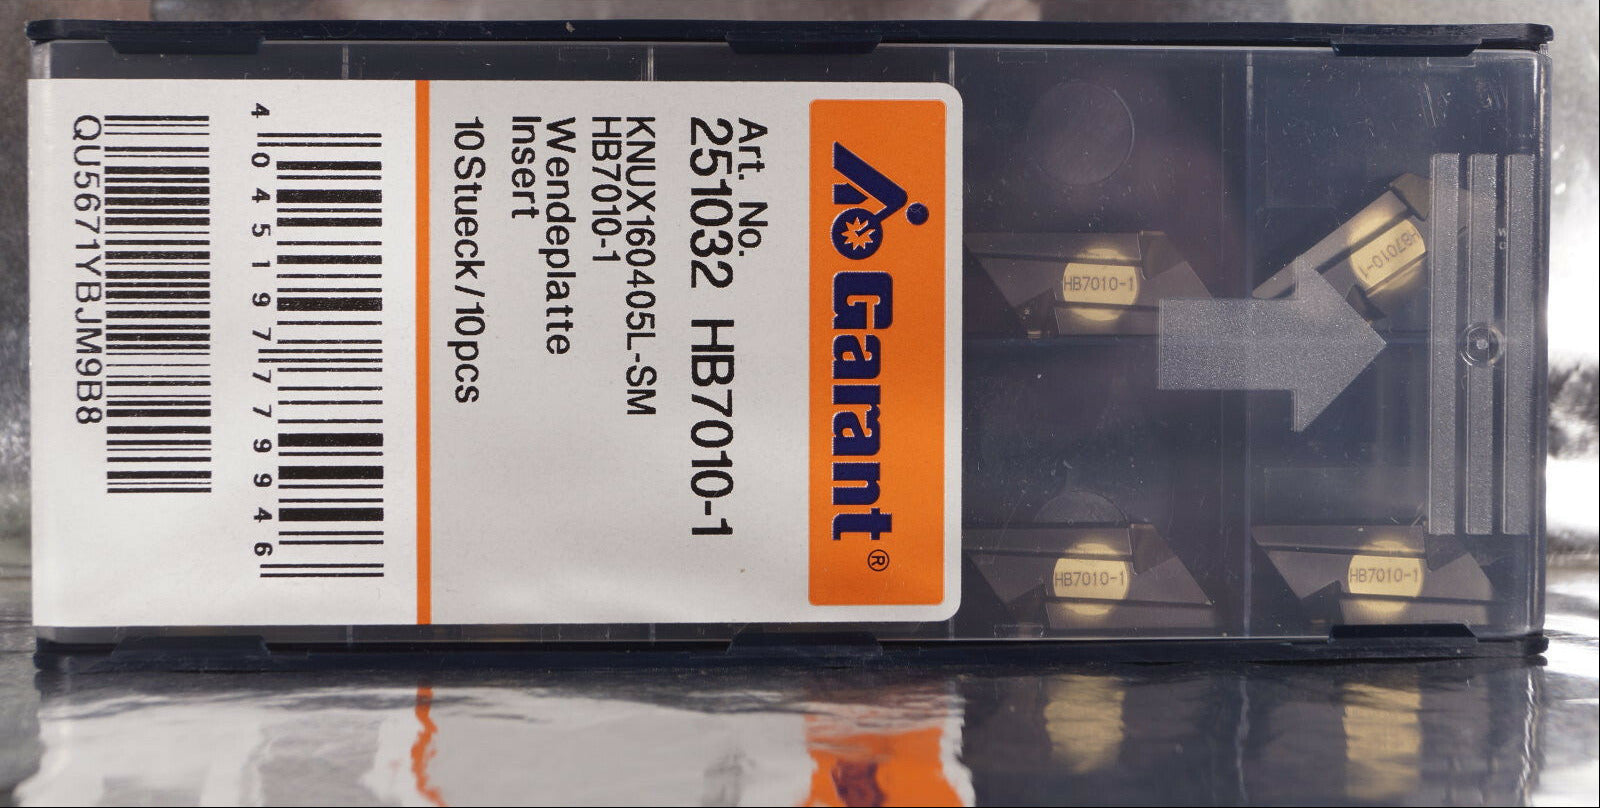 Garant®
Art. No.
251032 HB7010-1
KNUX160405L-SM
HB7010-1
Wendeplatte
Insert
10Stueck/10pcs
4 045197 779946
QU5671YBJM9B8
HB7010-1
HB7010-1
HB7010-1
HB7010-1